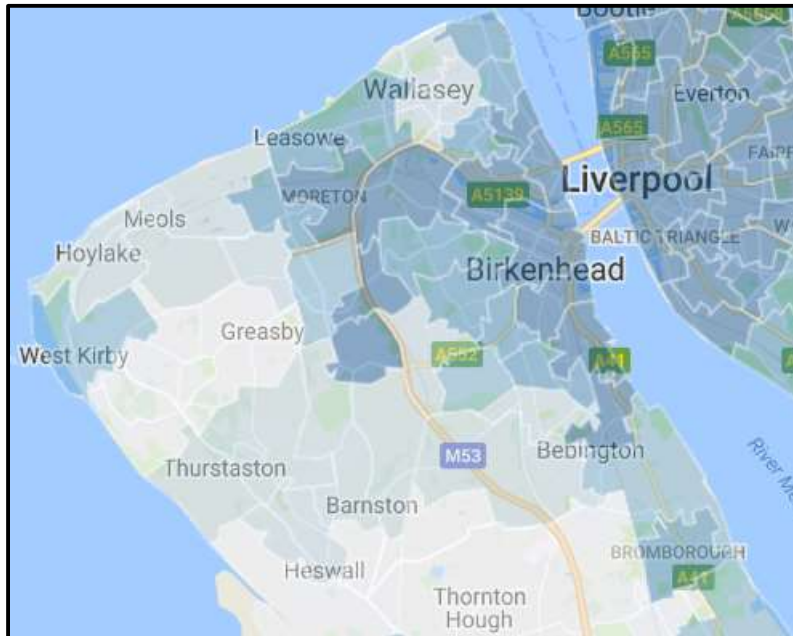 Bootle
A565
Everton
Wallasey
A565
Leasowe
Liverpool
MORETON
A5139
Meols
BALTIC TRIANGLE
Hoylake
Birkenhead
Greasby
West Kirby
A552
A41
M53
Bebington
Thurstaston
Barnston
BROMBOROUGH
Heswall
A41
Thornton
Hough